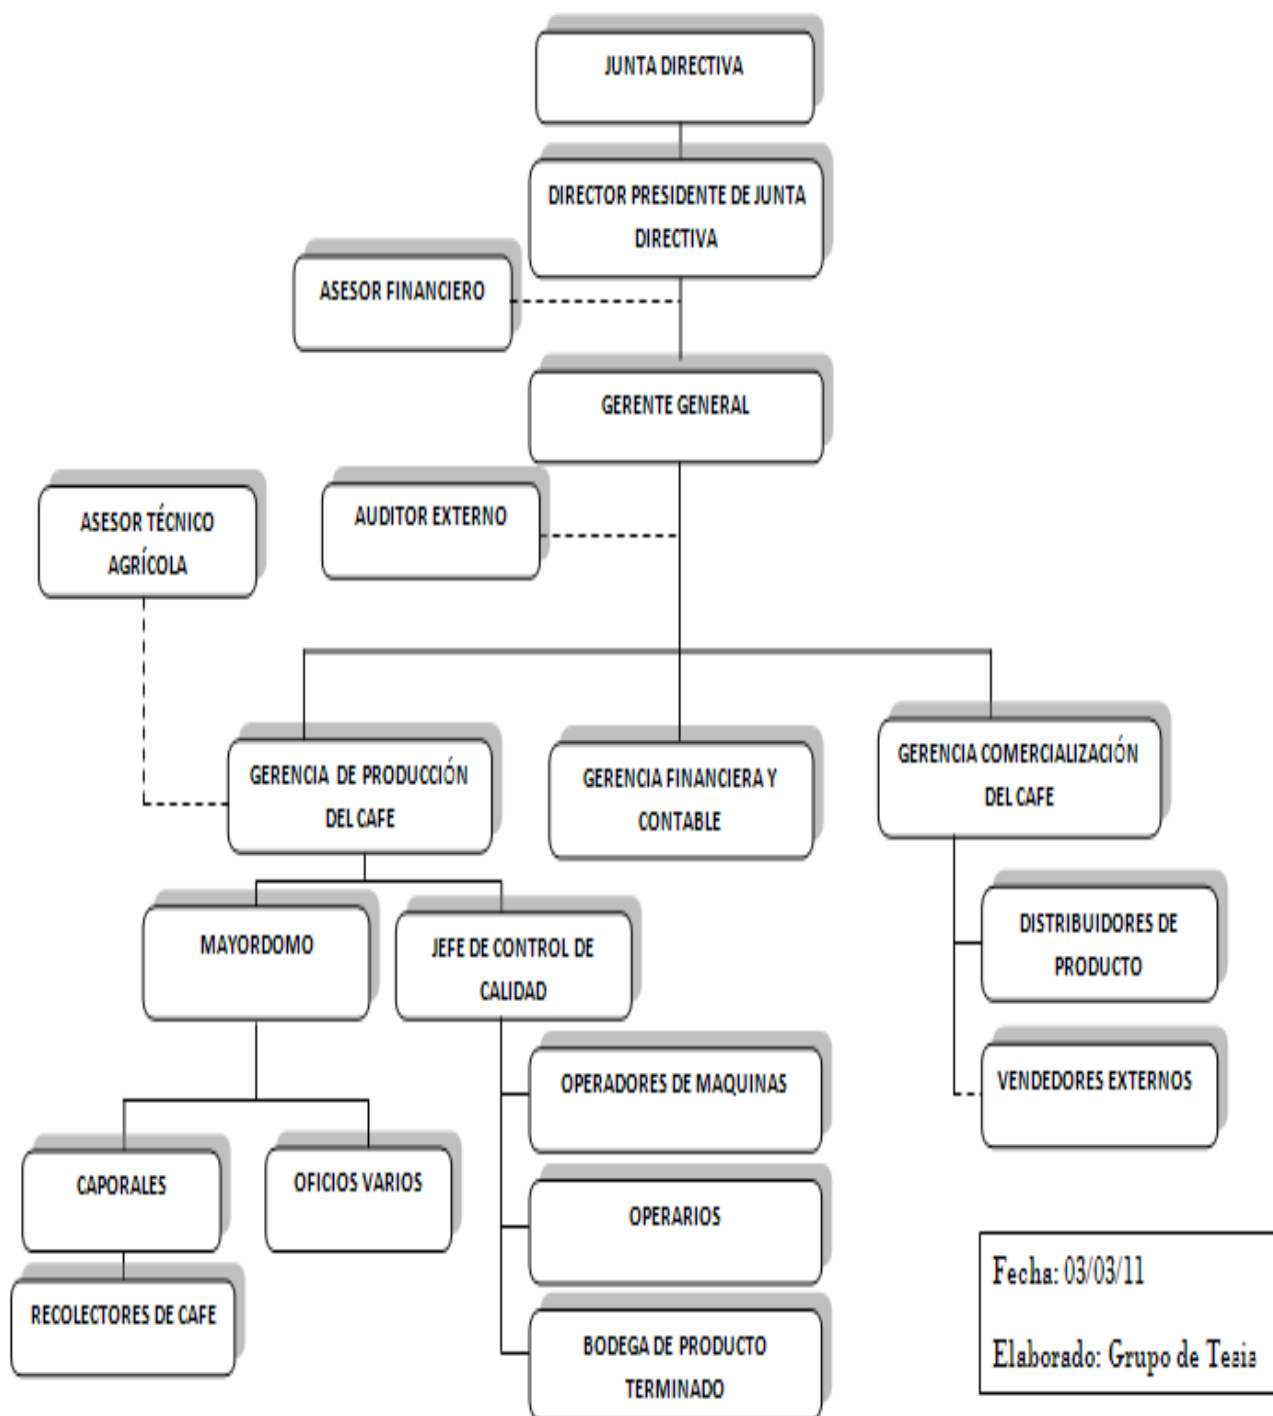 JUNTA DIRECTIVA
DIRECTOR PRESIDENTE DE JUNTA
DIRECTIVA
ASESOR FINANCIERO
GERENTE GENERAL
ASESOR TÉCNICO
AGRÍCOLA
AUDITOR EXTERNO
GERENCIA DE PRODUCCIÓN
DEL CAFE
GERENCIA FINANCIERA Y
CONTABLE
GERENCIA COMERCIALIZACIÓN
DEL CAFE
MAYORDOMO
JEFE DE CONTROL DE
CALIDAD
DISTRIBUIDORES DE
PRODUCTO
OPERADORES DE MAQUINAS
VENDEDORES EXTERNOS
CAPORALES
OFICIOS VARIOS
OPERARIOS
RECOLECTORES DE CAFE
BODEGA DE PRODUCTO
TERMINADO
Fecha: 03/03/11
Elaborado: Grupo de Tesis